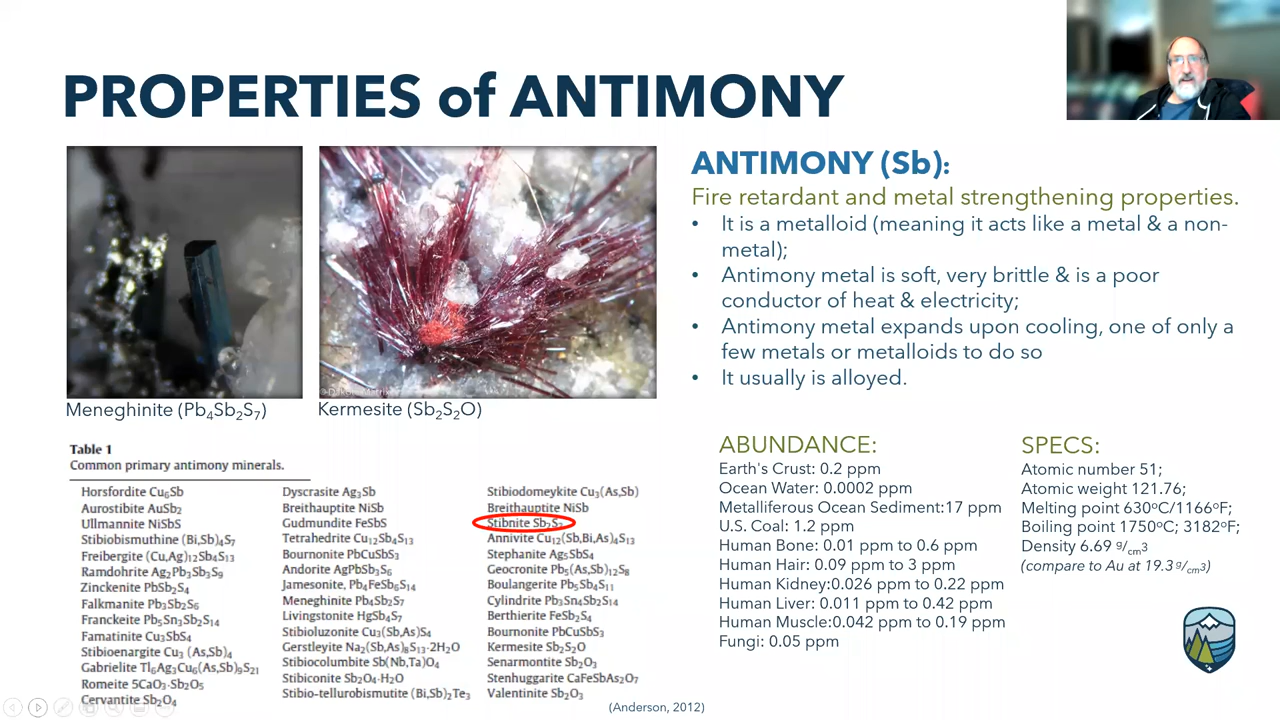 PROPERTIES of ANTIMONY
Meneghinite (Pb₄Sb₂S₇)
Kermesite (Sb₂S₂O)
ANTIMONY (Sb):
Fire retardant and metal strengthening properties.
• It is a metalloid (meaning it acts like a metal & a non-
metal);
• Antimony metal is soft, very brittle & is a poor
conductor of heat & electricity;
• Antimony metal expands upon cooling, one of only a
few metals or metalloids to do so
• It usually is alloyed.
Table 1
Common primary antimony minerals.
Horsfordite Cu₆Sb
Aurostibite AuSb₂
Ullmannite NiSbS
Stibiobismuthine (Bi,Sb)₄S₇
Freibergite (Cu,Ag)₁₂Sb₄S₁₃
Ramdohrite Ag₂Pb₃Sb₃S₉
Zinckenite PbSb₂S₄
Falkmanite Pb₃Sb₂S₆
Franckeite Pb₅Sn₃Sb₂S₁₄
Famatinite Cu₃SbS₄
Stibioenargite Cu₃ (As,Sb)₄
Gabrielite Tl₆Ag₃Cu₆(As,Sb)₉S₂₁
Romeite 5CaO₃·Sb₂O₅
Cervantite Sb₂O₄
Dyscrasite Ag₃Sb
Breithauptite NiSb
Gudmundite FeSbS
Tetrahedrite Cu₁₂Sb₄S₁₃
Bournonite PbCuSbS₃
Andorite AgPbSb₃S₆
Jamesonite, Pb₄FeSb₆S₁₄
Meneghinite Pb₄Sb₂S₇
Livingstonite HgSb₄S₇
Stibioluzonite Cu₃(Sb,As)S₄
Gerstleyite Na₂(Sb,As)₈S₁₃·2H₂O
Stibiocolumbite Sb(Nb,Ta)O₄
Stibiconite Sb₂O₄·H₂O
Stibio-tellurobismutite (Bi,Sb)₂Te₃
Stibiodomeykite Cu₃(As,Sb)
Breithauptite NiSb
Stibnite Sb₂S₃
Annivite Cu₁₂(Sb,Bi,As)₄S₁₃
Stephanite Ag₅SbS₄
Geocronite Pb₅(As,Sb)₁₂S₈
Boulangerite Pb₅Sb₄S₁₁
Cylindrite Pb₃Sn₄Sb₂S₁₄
Berthierite FeSb₂S₄
Bournonite PbCuSbS₃
Kermesite Sb₂S₂O
Senarmontite Sb₂O₃
Stenhuggarite CaFeSbAs₂O₇
Valentinite Sb₂O₃
(Anderson, 2012)
ABUNDANCE:
Earth's Crust: 0.2 ppm
Ocean Water: 0.0002 ppm
Metalliferous Ocean Sediment:17 ppm
U.S. Coal: 1.2 ppm
Human Bone: 0.01 ppm to 0.6 ppm
Human Hair: 0.09 ppm to 3 ppm
Human Kidney:0.026 ppm to 0.22 ppm
Human Liver: 0.011 ppm to 0.42 ppm
Human Muscle:0.042 ppm to 0.19 ppm
Fungi: 0.05 ppm
SPECS:
Atomic number 51;
Atomic weight 121.76;
Melting point 630ºC/1166ºF;
Boiling point 1750ºC; 3182ºF;
Density 6.69 g/cm3
(compare to Au at 19.3 g/cm3)